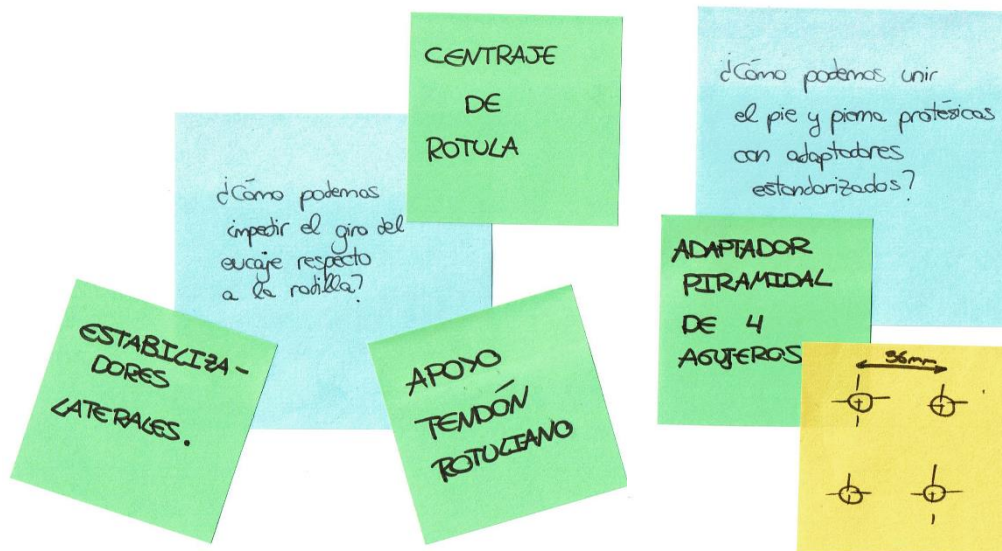 CENTRAJE
DE
ROTULA
¿Cómo podemos
impedir el giro del
encaje respecto
a la rodilla?
ESTABILIZA-
DORES
LATERALES.
APOYO
TENDÓN
ROTULIANO
¿Cómo podemos unir
el pie y pierna protésicos
con adaptadores
estandarizados?
ADAPTADOR
PIRAMIDAL
DE 4
AGUJEROS
36mm